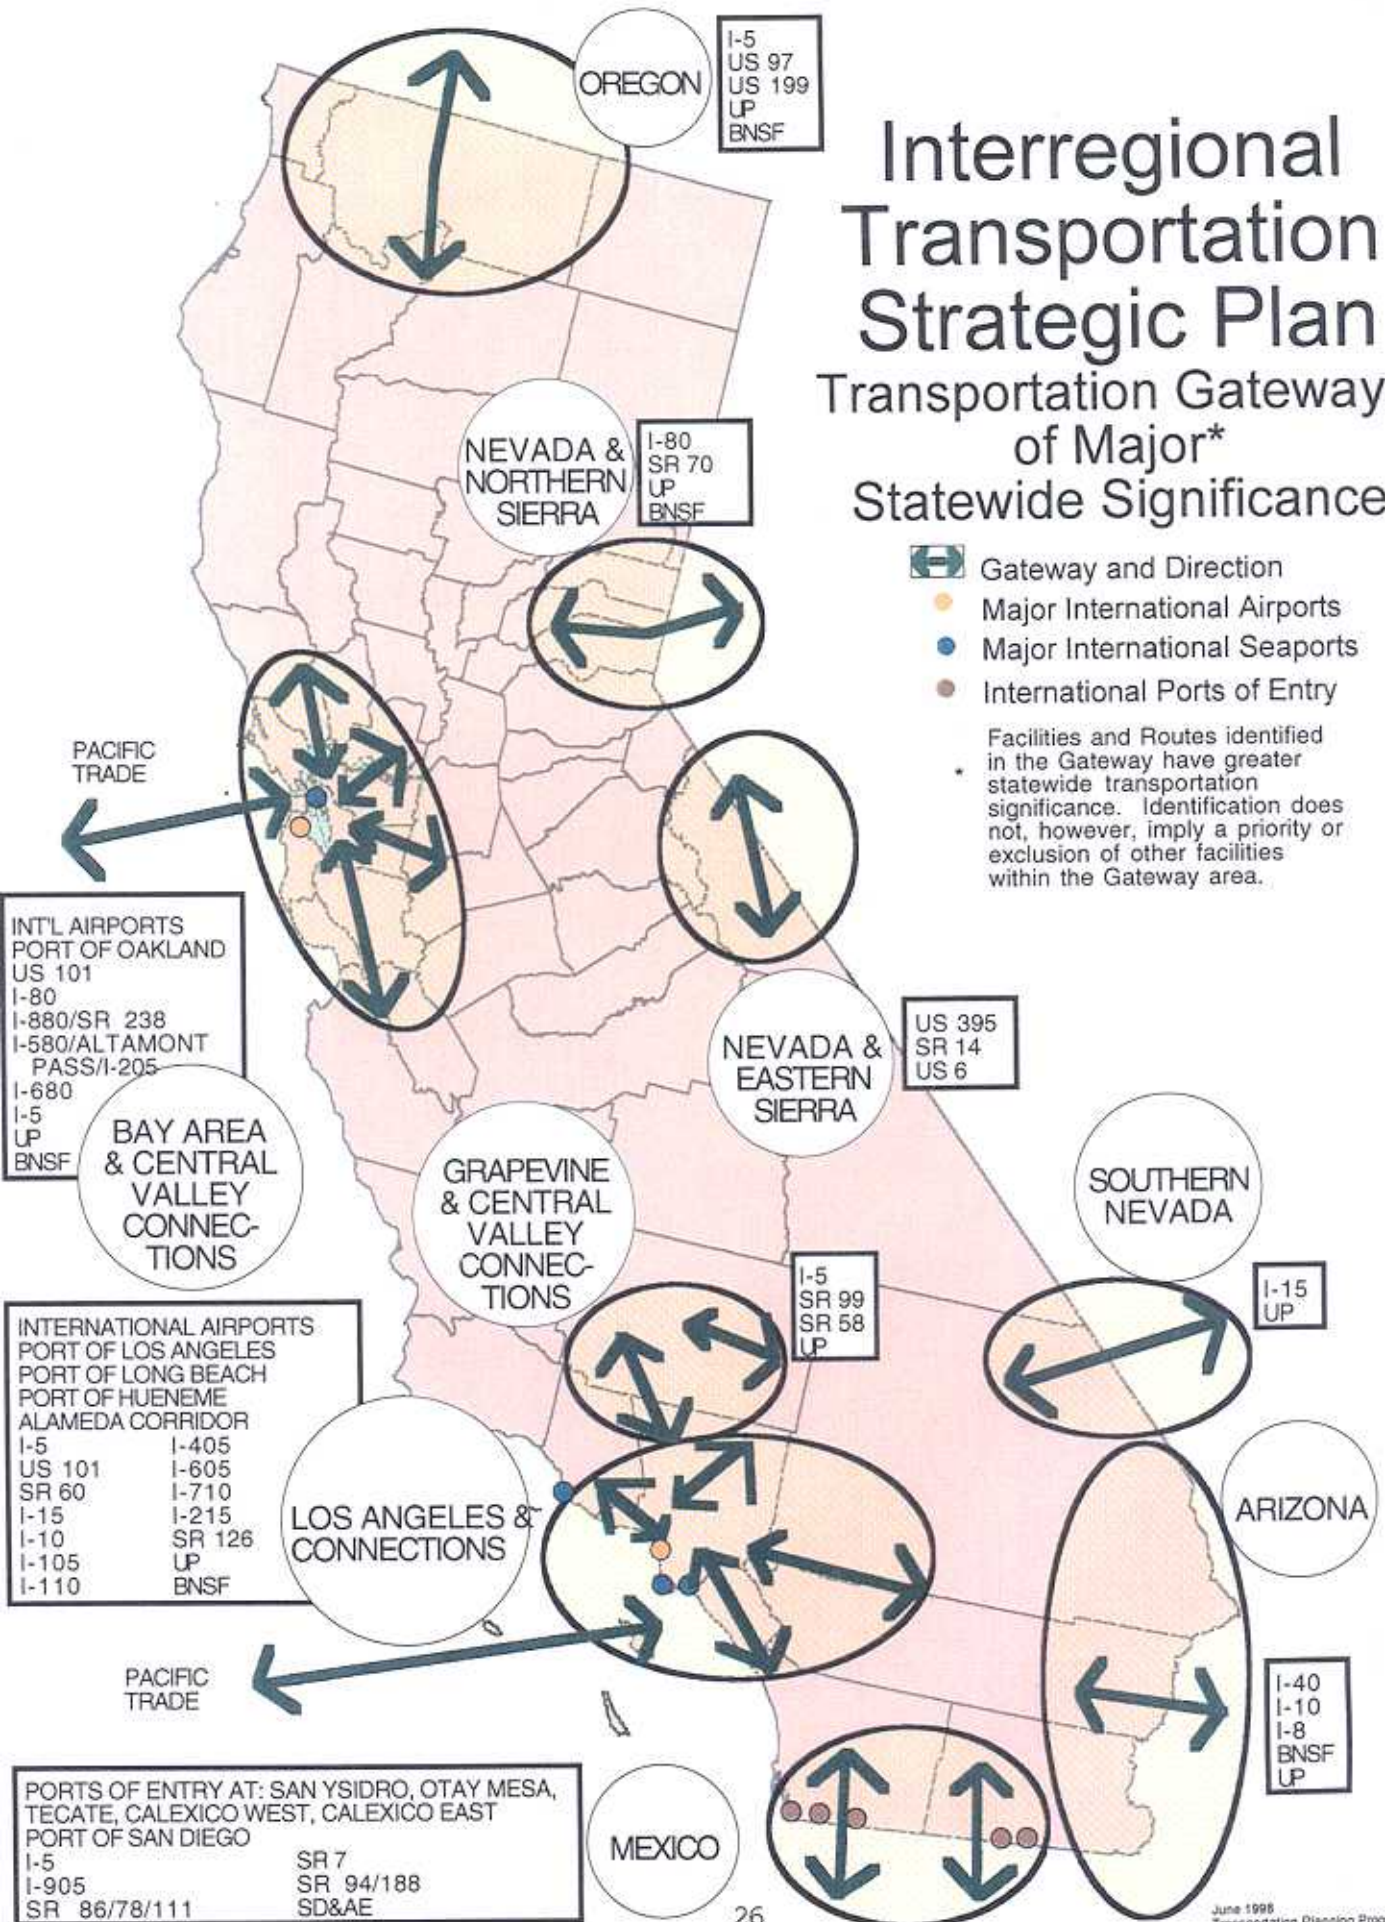 OREGON
I-5
US 97
US 199
UP
BNSF
Interregional
Transportation
Strategic Plan
Transportation Gateway
of Major*
Statewide Significance
Gateway and Direction
Major International Airports
Major International Seaports
International Ports of Entry
* Facilities and Routes identified
in the Gateway have greater
statewide transportation
significance. Identification does
not, however, imply a priority or
exclusion of other facilities
within the Gateway area.
NEVADA &
NORTHERN
SIERRA
I-80
SR 70
UP
BNSF
PACIFIC
TRADE
INT'L AIRPORTS
PORT OF OAKLAND
US 101
I-80
I-880/SR 238
I-580/ALTAMONT
PASS/I-205
I-680
I-5
UP
BNSF
BAY AREA
& CENTRAL
VALLEY
CONNEC-
TIONS
NEVADA &
EASTERN
SIERRA
US 395
SR 14
US 6
GRAPEVINE
& CENTRAL
VALLEY
CONNEC-
TIONS
I-5
SR 99
SR 58
UP
SOUTHERN
NEVADA
I-15
UP
INTERNATIONAL AIRPORTS
PORT OF LOS ANGELES
PORT OF LONG BEACH
PORT OF HUENEME
ALAMEDA CORRIDOR
I-5 I-405
US 101 I-605
SR 60 I-710
I-15 I-215
I-10 SR 126
I-105 UP
I-110 BNSF
LOS ANGELES &
CONNECTIONS
ARIZONA
I-40
I-10
I-8
BNSF
UP
PACIFIC
TRADE
PORTS OF ENTRY AT: SAN YSIDRO, OTAY MESA,
TECATE, CALEXICO WEST, CALEXICO EAST
PORT OF SAN DIEGO
I-5 SR 7
I-905 SR 94/188
SR 86/78/111 SD&AE
MEXICO
26
June 1998
Transportation Planning Prog